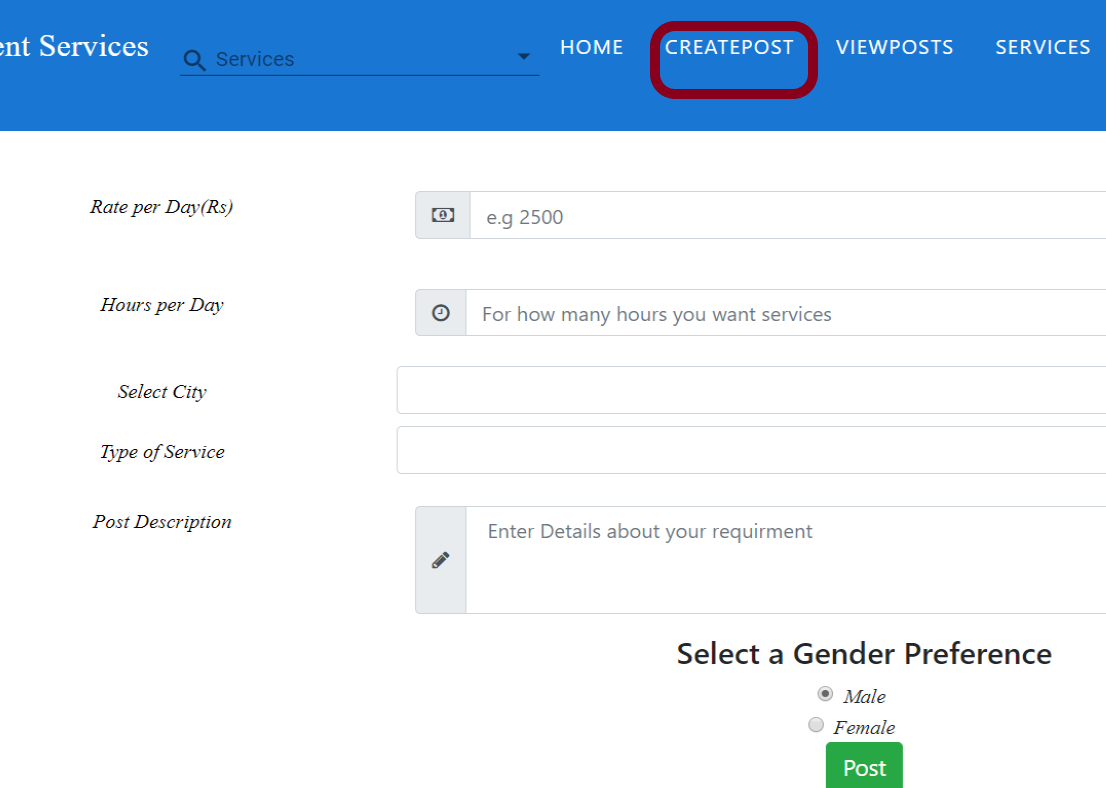 ent Services
Services
HOME
CREATEPOST
VIEWPOSTS
SERVICES
Rate per Day(Rs)
e.g 2500
Hours per Day
For how many hours you want services
Select City
Type of Service
Post Description
Enter Details about your requirment
Select a Gender Preference
Male
Female
Post